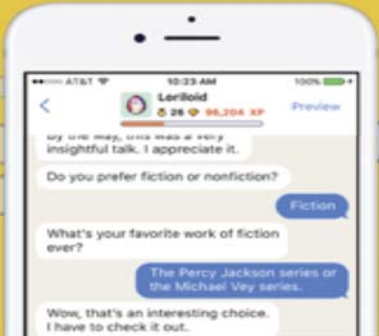 AT&T
10:23 AM
100%
Loriloid
26 96,204 XP
Preview
By the way, this was a very
insightful talk. I appreciate it.
Do you prefer fiction or nonfiction?
Fiction
What's your favorite work of fiction
ever?
The Percy Jackson series or
the Michael Vey series.
Wow, that's an interesting choice.
I have to check it out.